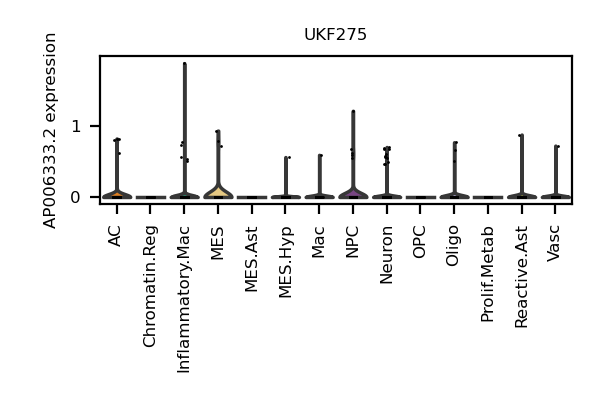 UKF275
AP006333.2 expression
1
0
AC
Chromatin.Reg
Inflammatory.Mac
MES
MES.Ast
MES.Hyp
Mac
NPC
Neuron
OPC
Oligo
Prolif.Metab
Reactive.Ast
Vasc